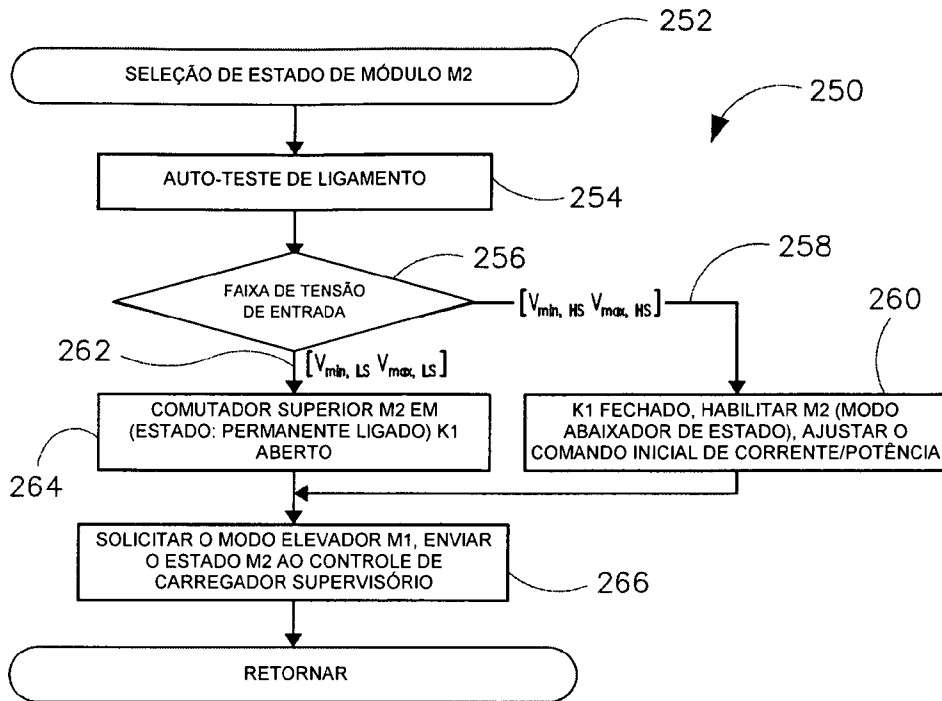 252
SELEÇÃO DE ESTADO DE MÓDULO M2
250
AUTO-TESTE DE LIGAMENTO
254
256
258
FAIXA DE TENSÃO
DE ENTRADA
[Vmin, HS Vmax, HS]
260
262
[Vmin, LS Vmax, LS]
COMUTADOR SUPERIOR M2 EM
(ESTADO: PERMANENTE LIGADO) K1
ABERTO
K1 FECHADO, HABILITAR M2 (MODO
ABAIXADOR DE ESTADO), AJUSTAR O
COMANDO INICIAL DE CORRENTE/POTÊNCIA
264
SOLICITAR O MODO ELEVADOR M1, ENVIAR
O ESTADO M2 AO CONTROLE DE
CARREGADOR SUPERVISÓRIO
266
RETORNAR